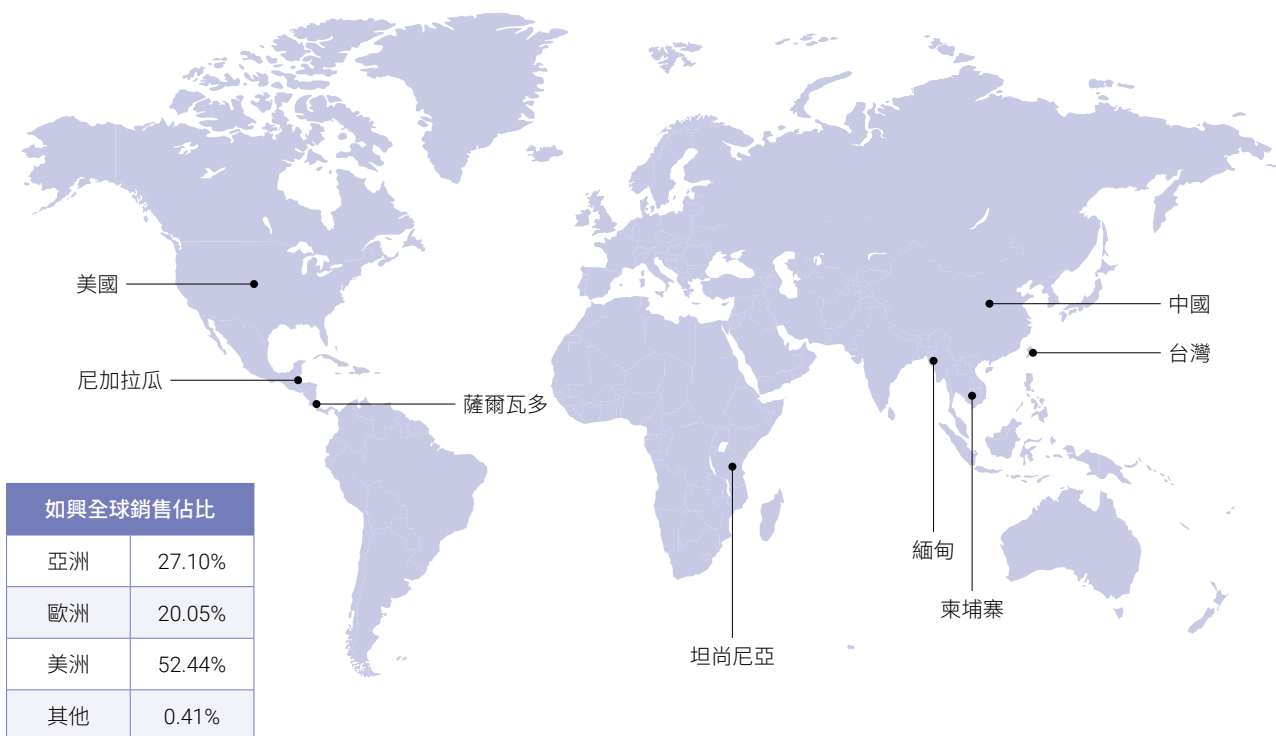 美國
中國
台灣
尼加拉瓜
薩爾瓦多
緬甸
柬埔寨
坦尚尼亞
如興全球銷售佔比
亞洲 27.10%
歐洲 20.05%
美洲 52.44%
其他 0.41%